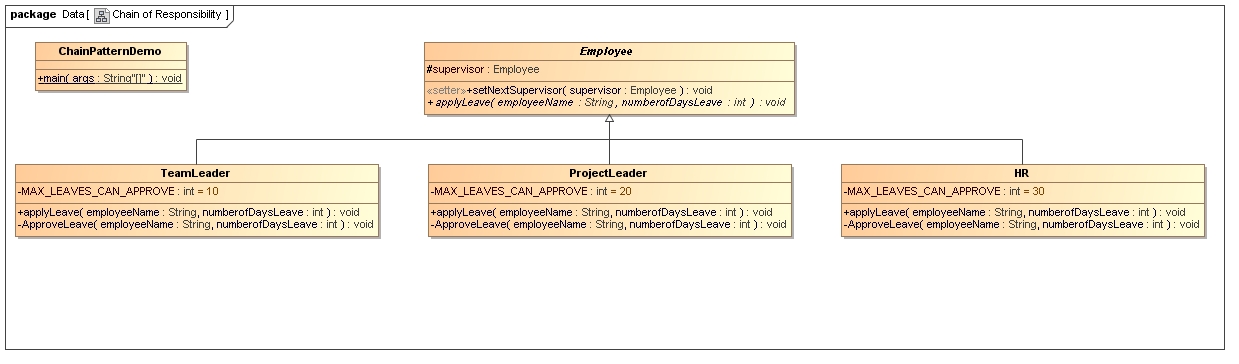 package Data [ Chain of Responsibility ]
ChainPatternDemo
+main( args : String"[]" ) : void
Employee
#supervisor : Employee
«setter»+setNextSupervisor( supervisor : Employee ) : void
+applyLeave( employeeName : String, numberofDaysLeave : int ) : void
TeamLeader
-MAX_LEAVES_CAN_APPROVE : int = 10
+applyLeave( employeeName : String, numberofDaysLeave : int ) : void
-ApproveLeave( employeeName : String, numberofDaysLeave : int ) : void
ProjectLeader
-MAX_LEAVES_CAN_APPROVE : int = 20
+applyLeave( employeeName : String, numberofDaysLeave : int ) : void
-ApproveLeave( employeeName : String, numberofDaysLeave : int ) : void
HR
-MAX_LEAVES_CAN_APPROVE : int = 30
+applyLeave( employeeName : String, numberofDaysLeave : int ) : void
-ApproveLeave( employeeName : String, numberofDaysLeave : int ) : void